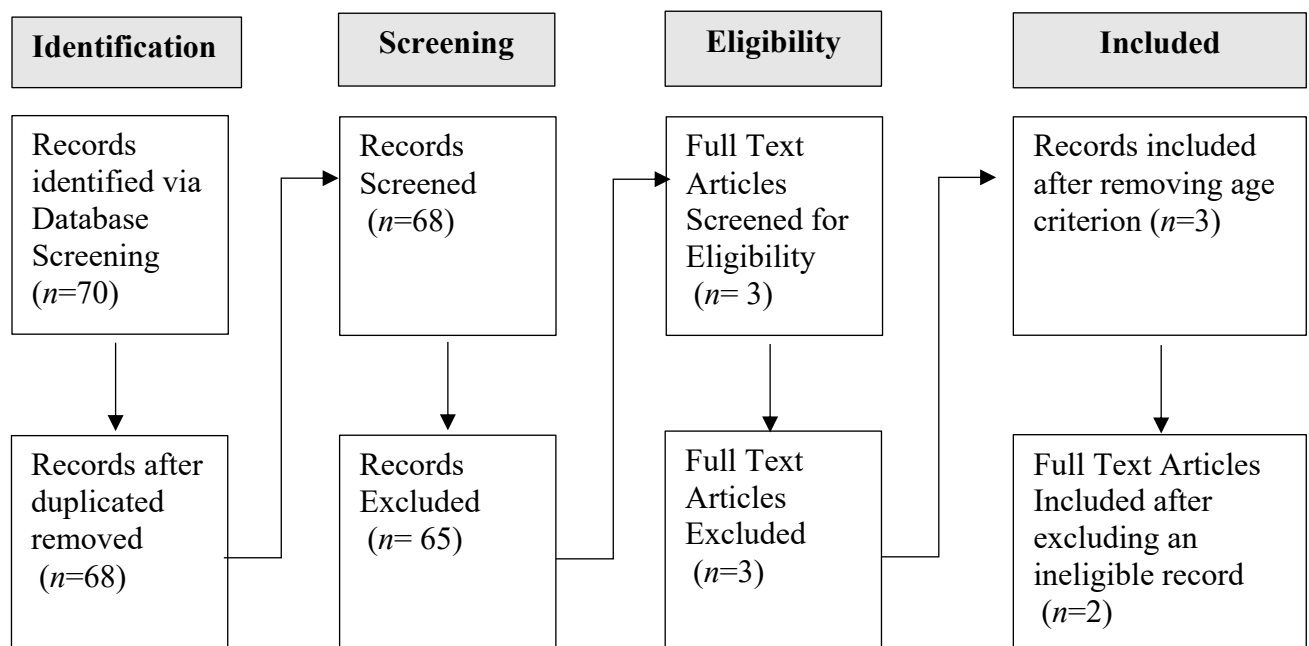 Identification
Records
identified via
Database
Screening
(n=70)
Records after
duplicated
removed
(n=68)
Screening
Records
Screened
(n=68)
Records
Excluded
(n= 65)
Eligibility
Full Text
Articles
Screened for
Eligibility
(n= 3)
Full Text
Articles
Excluded
(n=3)
Included
Records included
after removing age
criterion (n=3)
Full Text Articles
Included after
excluding an
ineligible record
(n=2)